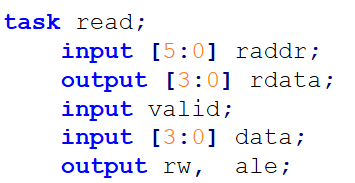 task read;
    input [5:0] raddr;
    output [3:0] rdata;
    input valid;
    input [3:0] data;
    output rw,  ale;